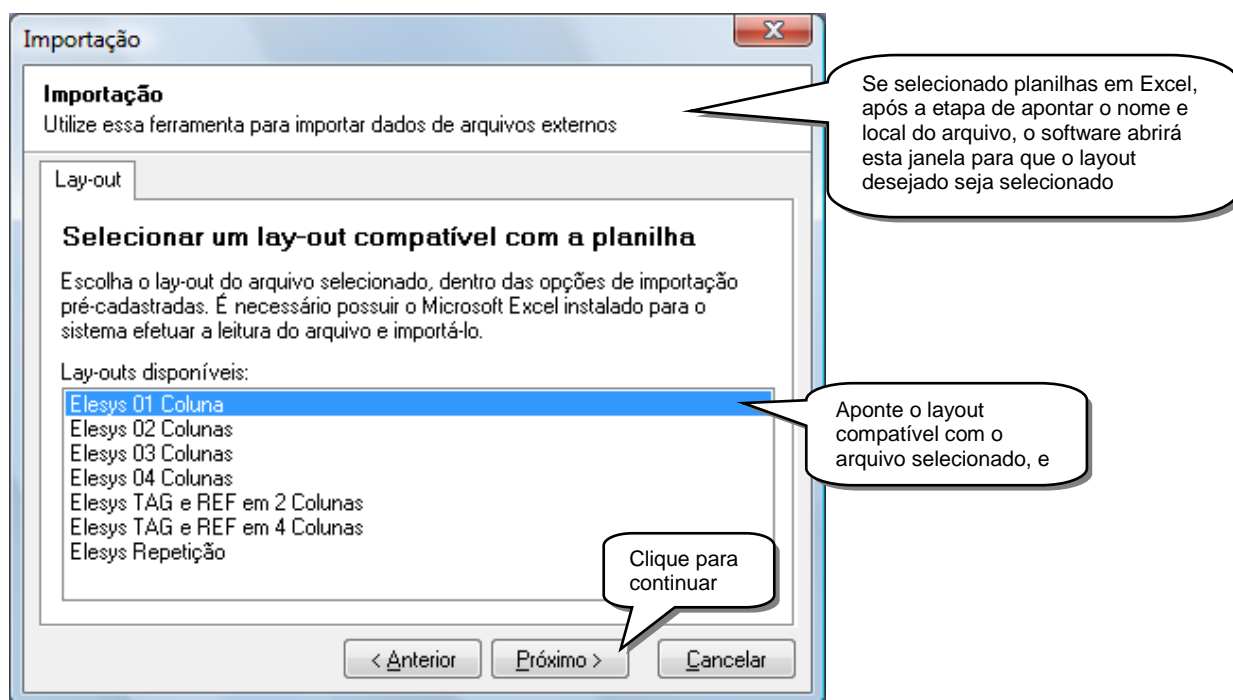 Importação
X
Importação
Utilize essa ferramenta para importar dados de arquivos externos
Se selecionado planilhas em Excel,
após a etapa de apontar o nome e
local do arquivo, o software abrirá
esta janela para que o layout
desejado seja selecionado
Lay-out
Selecionar um lay-out compatível com a planilha
Escolha o lay-out do arquivo selecionado, dentro das opções de importação
pré-cadastradas. É necessário possuir o Microsoft Excel instalado para o
sistema efetuar a leitura do arquivo e importá-lo.
Lay-outs disponíveis:
Elesys 01 Coluna
Elesys 02 Colunas
Elesys 03 Colunas
Elesys 04 Colunas
Elesys TAG e REF em 2 Colunas
Elesys TAG e REF em 4 Colunas
Elesys Repetição
Aponte o layout
compatível com o
arquivo selecionado, e
Clique para
continuar
< Anterior
Próximo >
Cancelar